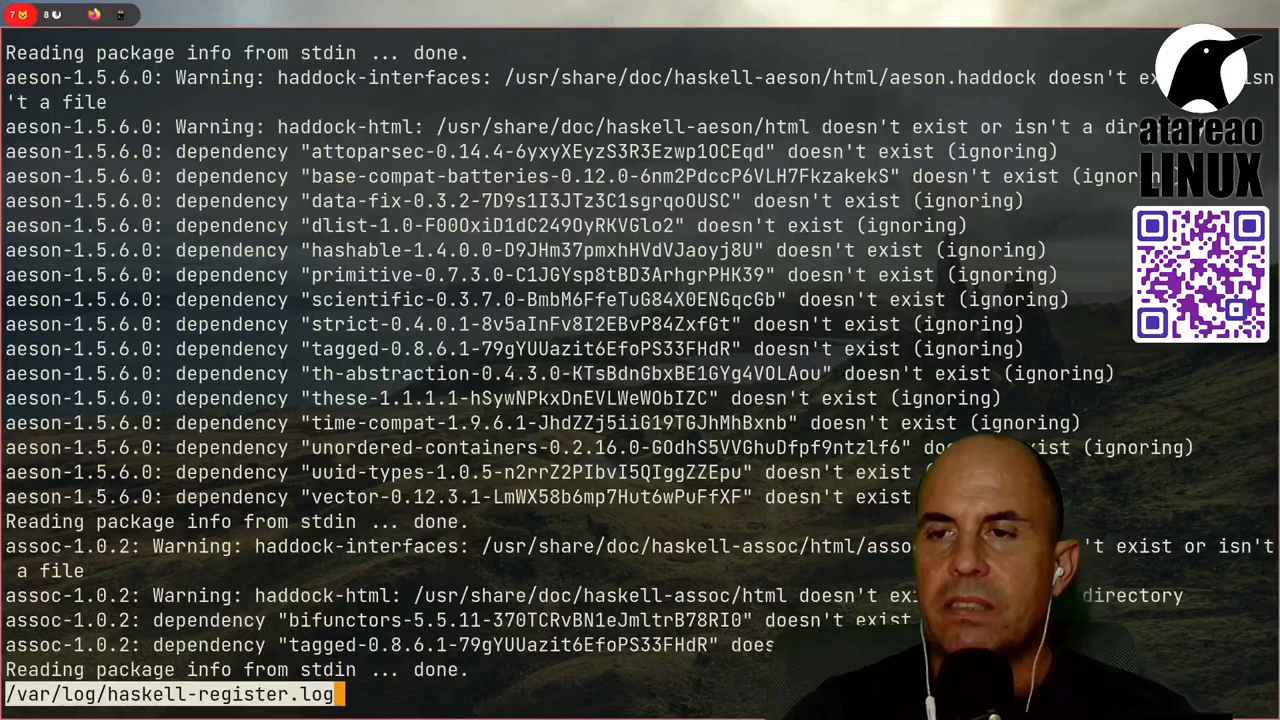 7 8
Reading package info from stdin ... done.
aeson-1.5.6.0: Warning: haddock-interfaces: /usr/share/doc/haskell-aeson/html/aeson.haddock doesn't
't a file
aeson-1.5.6.0: Warning: haddock-html: /usr/share/doc/haskell-aeson/html doesn't exist or isn't a
aeson-1.5.6.0: dependency "attoparsec-0.14.4-6yxyXEyzS3R3Ezwp1OCEqd" doesn't exist (ignoring)
aeson-1.5.6.0: dependency "base-compat-batteries-0.12.0-6nm2PdccP6VLH7FkzakekS" doesn't exist
aeson-1.5.6.0: dependency "data-fix-0.3.2-7D9s1I3JTz3C1sgrqoOUSC" doesn't exist (ignoring)
aeson-1.5.6.0: dependency "dlist-1.0-F00OxiD1dC249OyRKVGlo2" doesn't exist (ignoring)
aeson-1.5.6.0: dependency "hashable-1.4.0.0-D9JHm37pmxhHVdVJaoyj8U" doesn't exist (ignoring)
aeson-1.5.6.0: dependency "primitive-0.7.3.0-C1JGYsp8tBD3ArhgrPHK39" doesn't exist (ignoring)
aeson-1.5.6.0: dependency "scientific-0.3.7.0-BmbM6FfeTuG84X0ENGqcGb" doesn't exist (ignoring)
aeson-1.5.6.0: dependency "strict-0.4.0.1-8v5aInFv8I2EBvP84ZxfGt" doesn't exist (ignoring)
aeson-1.5.6.0: dependency "tagged-0.8.6.1-79gYUUazit6EfoPS33FHdR" doesn't exist (ignoring)
aeson-1.5.6.0: dependency "th-abstraction-0.4.3.0-KTsBdnGbxBE1GYg4VOLAou" doesn't exist (ignoring)
aeson-1.5.6.0: dependency "these-1.1.1.1-hSywNPkxDnEVLWeWObIZC" doesn't exist (ignoring)
aeson-1.5.6.0: dependency "time-compat-1.9.6.1-JhdZZj5iiG19TGJhMhBxnb" doesn't exist (ignoring)
aeson-1.5.6.0: dependency "unordered-containers-0.2.16.0-GOdhS5VVGhuDfpf9ntzlf6" exist (ignoring)
aeson-1.5.6.0: dependency "uuid-types-1.0.5-n2rrZ2PIbvI5QIggZZEpu" doesn't exist
aeson-1.5.6.0: dependency "vector-0.12.3.1-LmWX58b6mp7Hut6wPuFfXF" doesn't exist
Reading package info from stdin ... done.
assoc-1.0.2: Warning: haddock-interfaces: /usr/share/doc/haskell-assoc/html/ 't exist or isn't
a file
assoc-1.0.2: Warning: haddock-html: /usr/share/doc/haskell-assoc/html doesn't directory
assoc-1.0.2: dependency "bifunctors-5.5.11-370TCRvBN1eJmltrB78RI0" doesn't exist
assoc-1.0.2: dependency "tagged-0.8.6.1-79gYUUazit6EfoPS33FHdR"
Reading package info from stdin ... done.
/var/log/haskell-register.log
atareao
LINUX